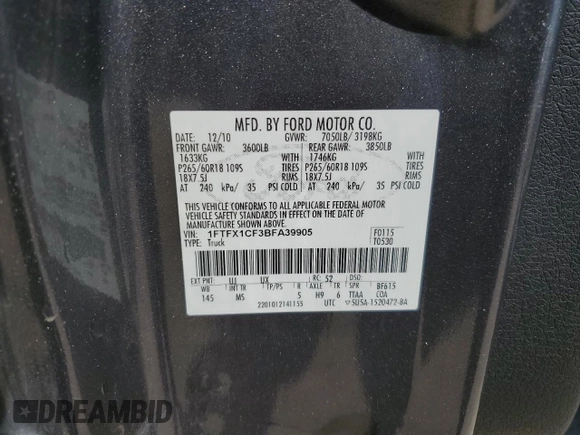 MFD. BY FORD MOTOR CO.
DATE: 12/10 GVWR: 7050LB/ 3198KG
FRONT GAWR: 3600LB REAR GAWR: 3850LB
1633KG WITH 1746KG WITH
P265/60R18 109S TIRES P265/60R18 109S TIRES
18X7.5J RIMS 18X7.5J RIMS
AT 240 kPa/ 35 PSI COLD AT 240 kPa/ 35 PSI COLD
THIS VEHICLE CONFORMS TO ALL APPLICABLE FEDERAL MOTOR
VEHICLE SAFETY STANDARDS IN EFFECT ON THE DATE OF
MANUFACTURE SHOWN ABOVE.
VIN: 1FTFX1CF3BFA39905 F0115
TYPE: Truck T0530
EXT PNT: UJ UX RC: 52 DSO:
WB INT TR TP/PS R AXLE TR SPR BF615
145 MS 5 H9 6 TTAA COA
2201012141155 UTC 5U5A-1520472-BA
DREAMBID